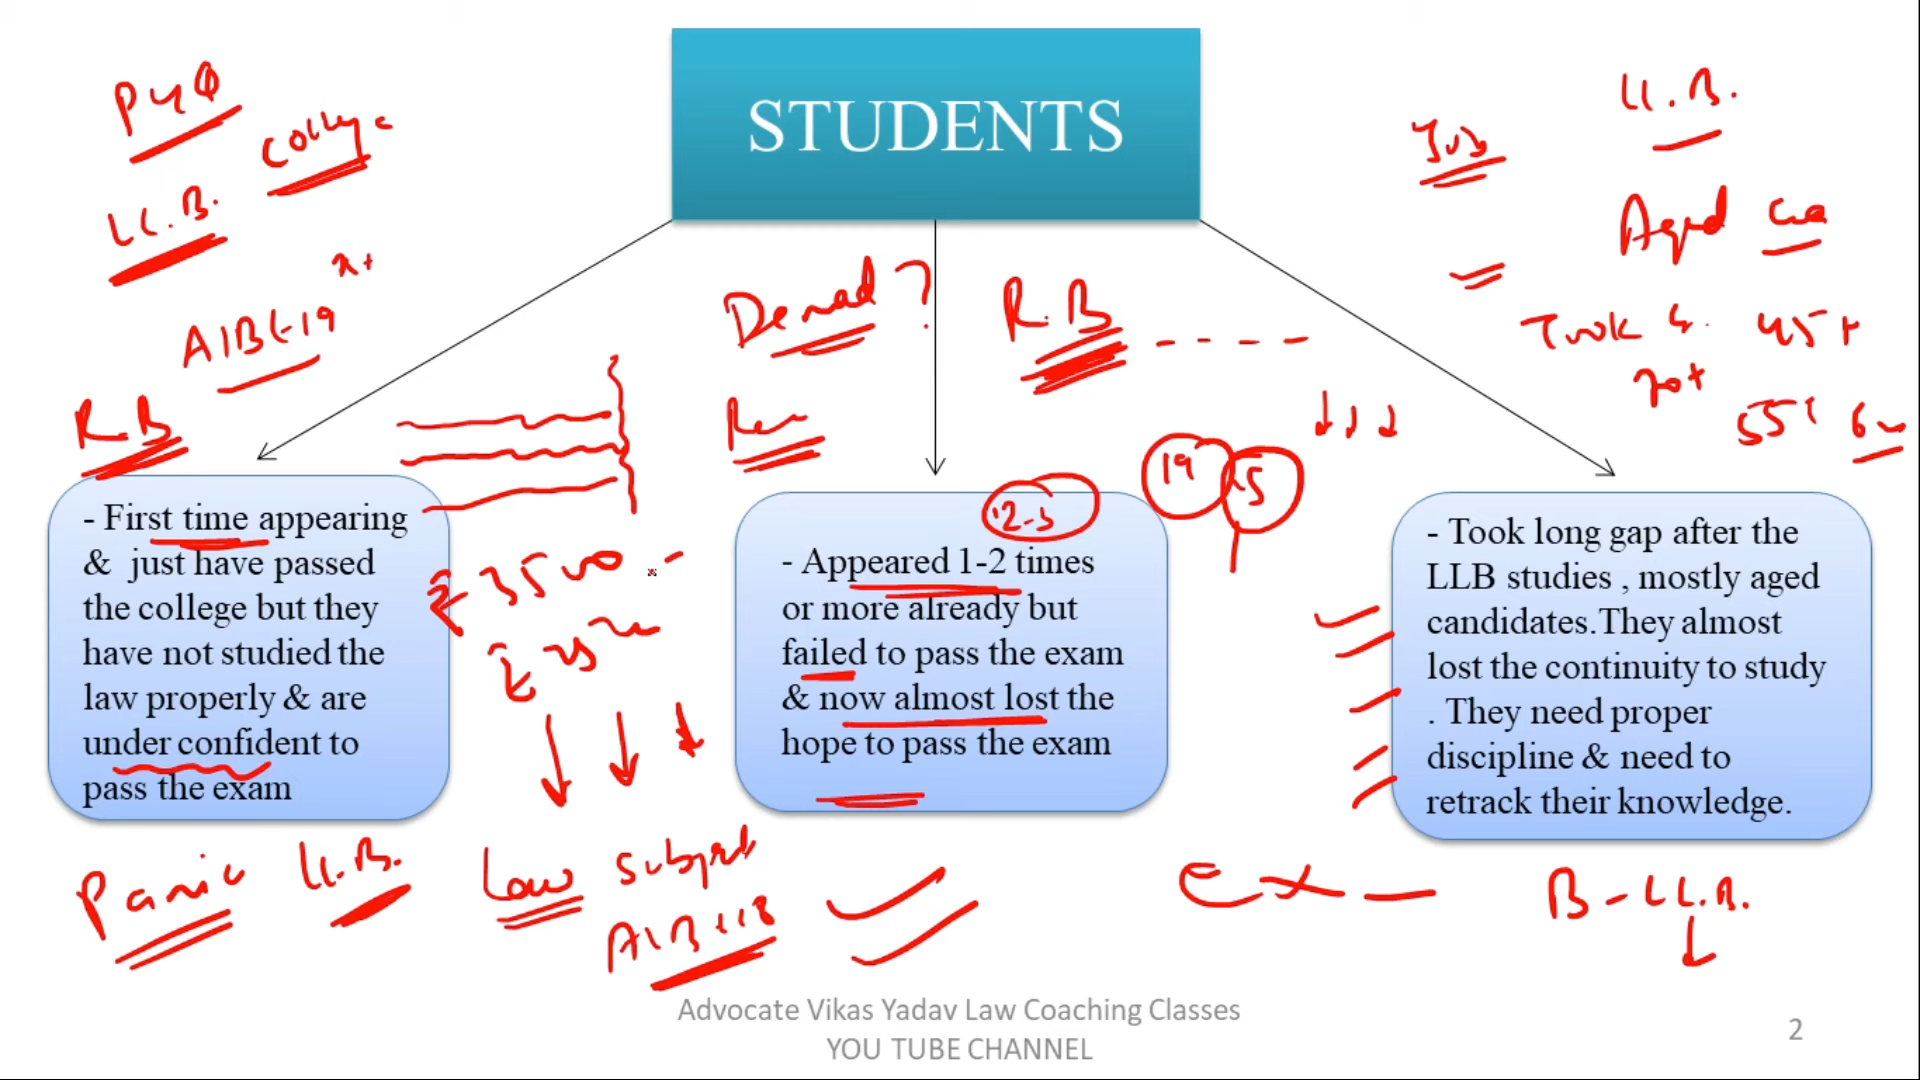 STUDENTS
PYQ
College
LL.B.
AIBE-19
R.B
Job
LL.B.
Aged
45+
70+
R.B
19
5
- First time appearing
& just have passed
the college but they
have not studied the
law properly & are
under confident to
pass the exam
₹ 3500
- Appeared 1-2 times
or more already but
failed to pass the exam
& now almost lost the
hope to pass the exam
- Took long gap after the
LLB studies , mostly aged
candidates.They almost
lost the continuity to study
. They need proper
discipline & need to
retrack their knowledge.
Panic LL.B. Law Subject
AIBE-18
B-LL.B.
Advocate Vikas Yadav Law Coaching Classes
YOU TUBE CHANNEL
2